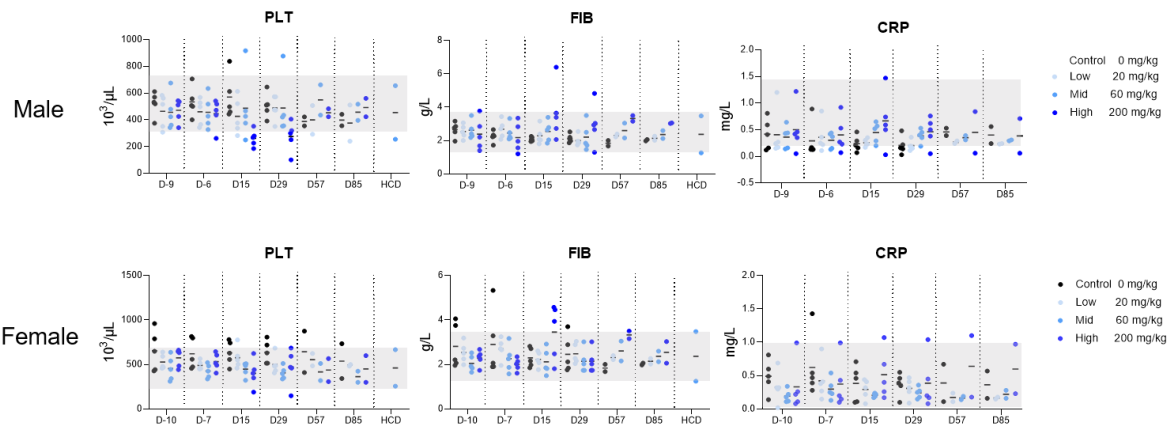 PLT
FIB
CRP
Male
10³/μL
1000
800
600
400
200
0
D-9 D-6 D15 D29 D57 D85 HCD
g/L
8
6
4
2
0
D-9 D-6 D15 D29 D57 D85 HCD
mg/L
2.0
1.5
1.0
0.5
0.0
-0.5
D-9 D-6 D15 D29 D57 D85
Control 0 mg/kg
Low 20 mg/kg
Mid 60 mg/kg
High 200 mg/kg
PLT
FIB
CRP
Female
10³/μL
1500
1000
500
0
D-10 D-7 D15 D29 D57 D85 HCD
g/L
6
4
2
0
D-10 D-7 D15 D29 D57 D85 HCD
mg/L
2.0
1.5
1.0
0.5
0.0
D-10 D-7 D15 D29 D57 D85
Control 0 mg/kg
Low 20 mg/kg
Mid 60 mg/kg
High 200 mg/kg